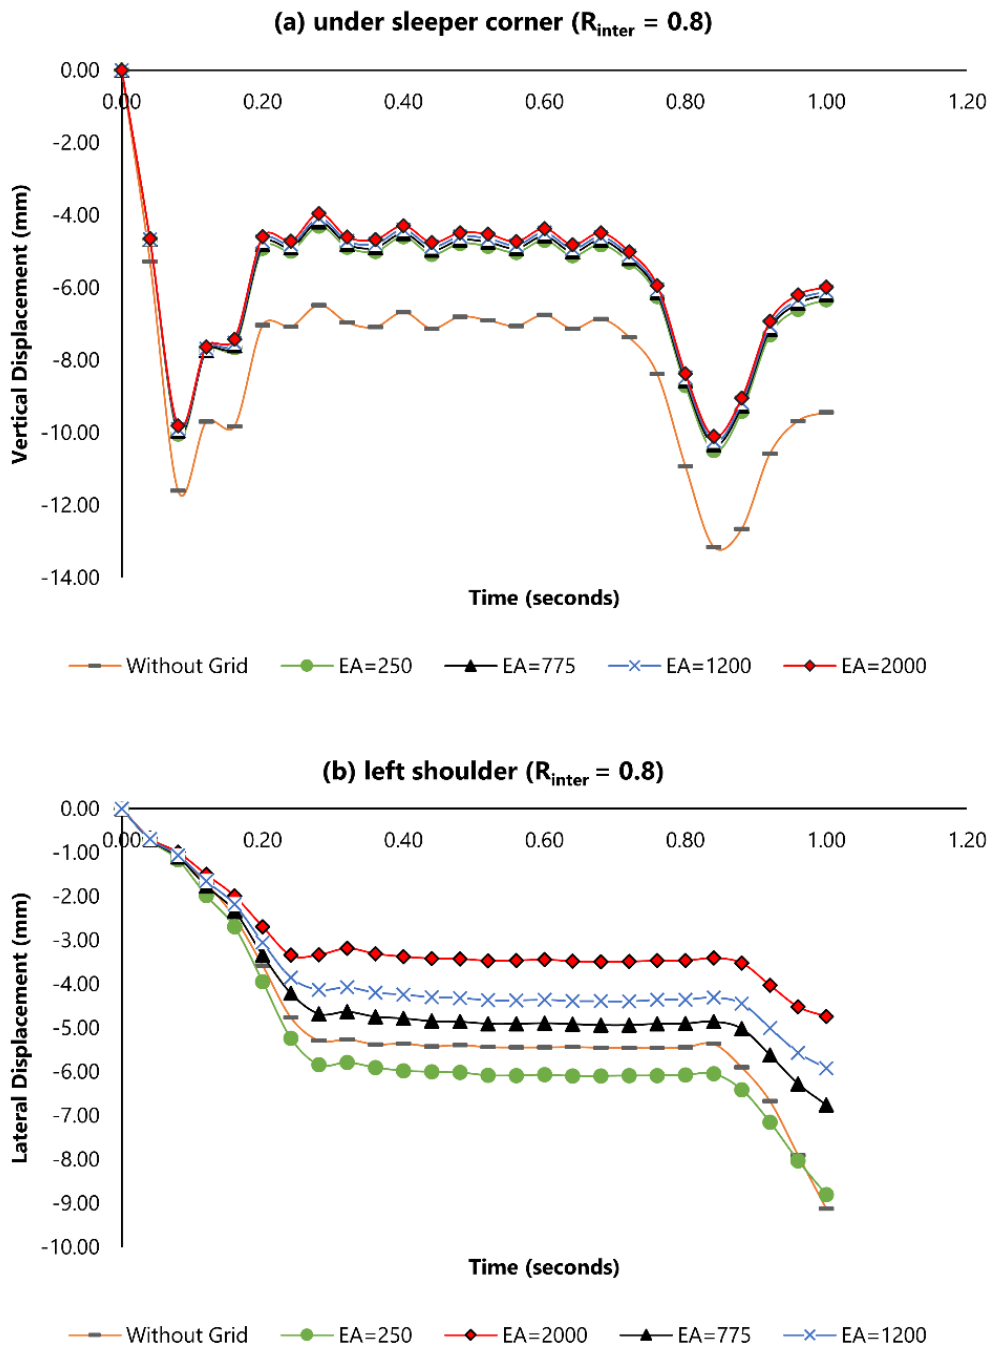 (a) under sleeper corner (Rinter = 0.8)
0.00
0.00 0.20 0.40 0.60 0.80 1.00 1.20
-2.00
-4.00
-6.00
-8.00
-10.00
-12.00
-14.00
Vertical Displacement (mm)
Time (seconds)
Without Grid EA=250 EA=775 EA=1200 EA=2000
(b) left shoulder (Rinter = 0.8)
0.00
0.00 0.20 0.40 0.60 0.80 1.00 1.20
-1.00
-2.00
-3.00
-4.00
-5.00
-6.00
-7.00
-8.00
-9.00
-10.00
Lateral Displacement (mm)
Time (seconds)
Without Grid EA=250 EA=2000 EA=775 EA=1200